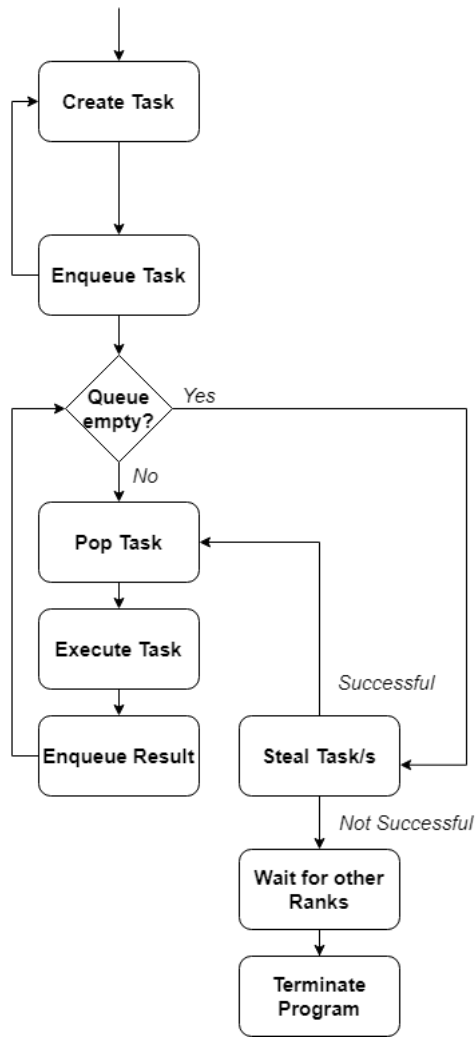 Create Task
Enqueue Task
Queue
empty?
Yes
No
Pop Task
Execute Task
Successful
Enqueue Result
Steal Task/s
Not Successful
Wait for other
Ranks
Terminate
Program